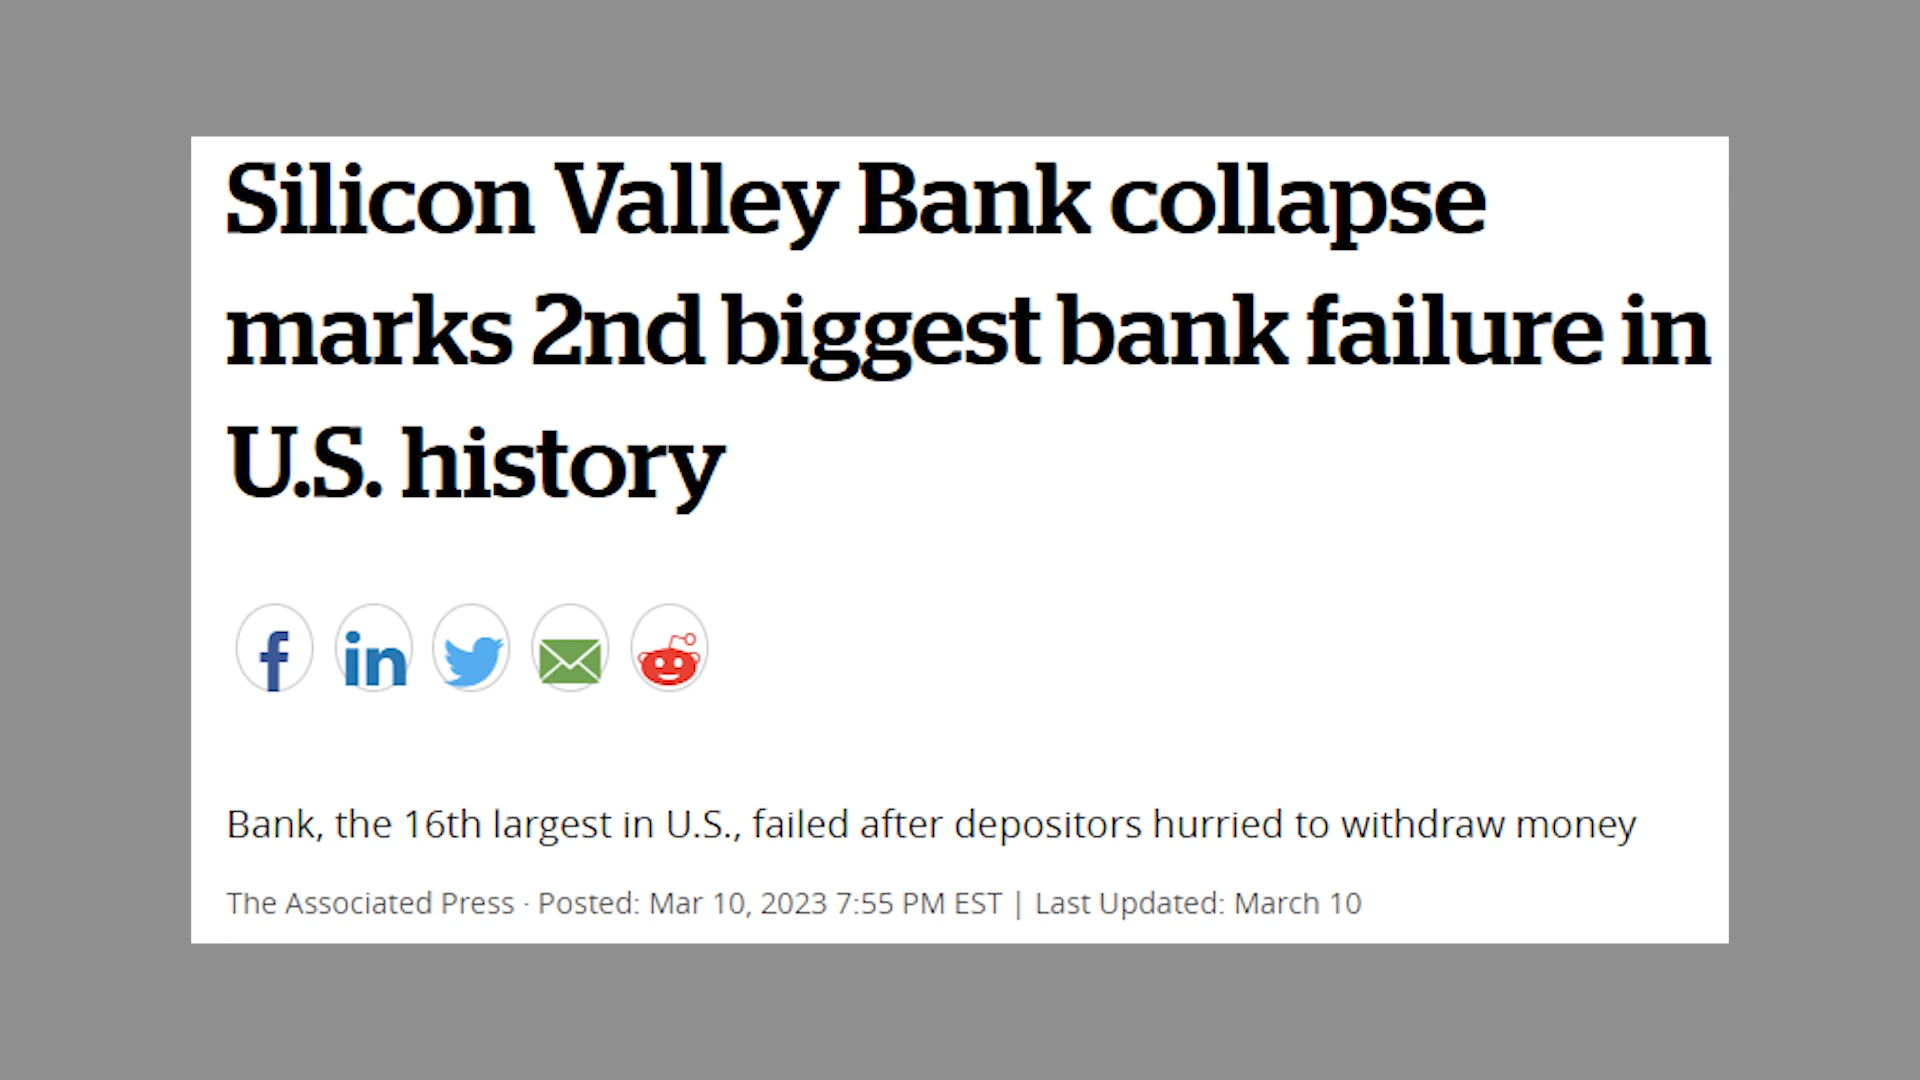 Silicon Valley Bank collapse
marks 2nd biggest bank failure in
U.S. history
f
in
Bank, the 16th largest in U.S., failed after depositors hurried to withdraw money
The Associated Press · Posted: Mar 10, 2023 7:55 PM EST | Last Updated: March 10